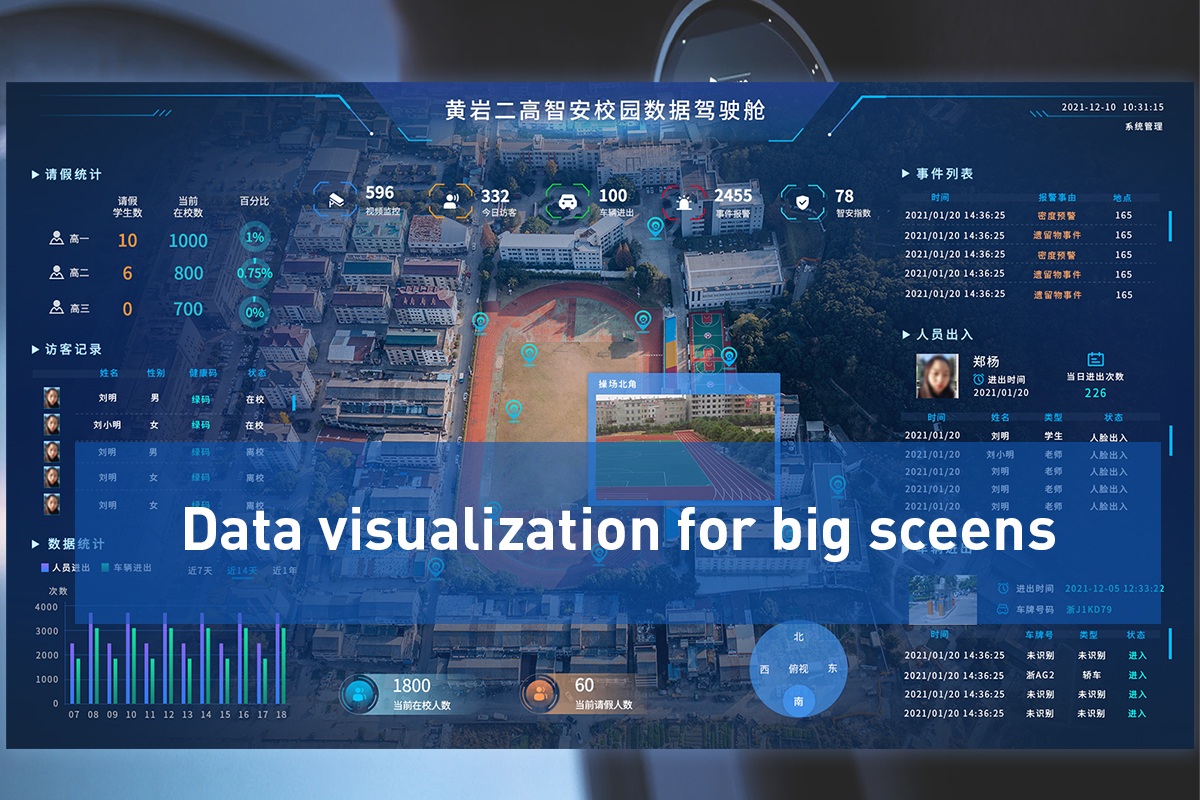 黄岩二高智安校园数据驾驶舱
2021-12-10 10:31:15
系统管理
请假统计
请假学生数 当前在校数 百分比
高一 10 1000 1%
高二 6 800 0.75%
高三 0 700 0%
596 视频监控
332 今日访客
100 车辆进出
2455 事件报警
78 智安指数
访客记录
姓名 性别 健康码 状态
刘明 男 绿码 在校
刘小明 女 绿码 在校
刘明 男 绿码 离校
刘明 女 绿码 离校
刘明 女 绿码 离校
操场北角
事件列表
时间 报警事由 地点
2021/01/20 14:36:25 密度预警 165
2021/01/20 14:36:25 遗留物事件 165
2021/01/20 14:36:25 密度预警 165
2021/01/20 14:36:25 遗留物事件 165
2021/01/20 14:36:25 遗留物事件 165
人员出入
郑杨
进出时间
2021/01/20
当日进出次数
226
时间 姓名 类型 状态
2021/01/20 刘明 学生 人脸出入
2021/01/20 刘小明 老师 人脸出入
2021/01/20 刘明 老师 人脸出入
2021/01/20 刘明 老师 人脸出入
2021/01/20 刘明 老师 人脸出入
Data visualization for big sceens
数据统计
人员进出 车辆进出 近7天 近14天 近1年
次数
4000
3000
2000
1000
0
07 08 09 10 11 12 13 14 15 16 17 18
1800
当前在校人数
60
当前请假人数
北
西 俯视 东
南
车辆进出
进出时间 2021-12-05 12:33:22
车牌号码 浙J1KD79
时间 车牌号 类型 状态
2021/01/20 14:36:25 未识别 未识别 进入
2021/01/20 14:36:25 浙AG2 轿车 进入
2021/01/20 14:36:25 未识别 未识别 进入
2021/01/20 14:36:25 未识别 未识别 进入